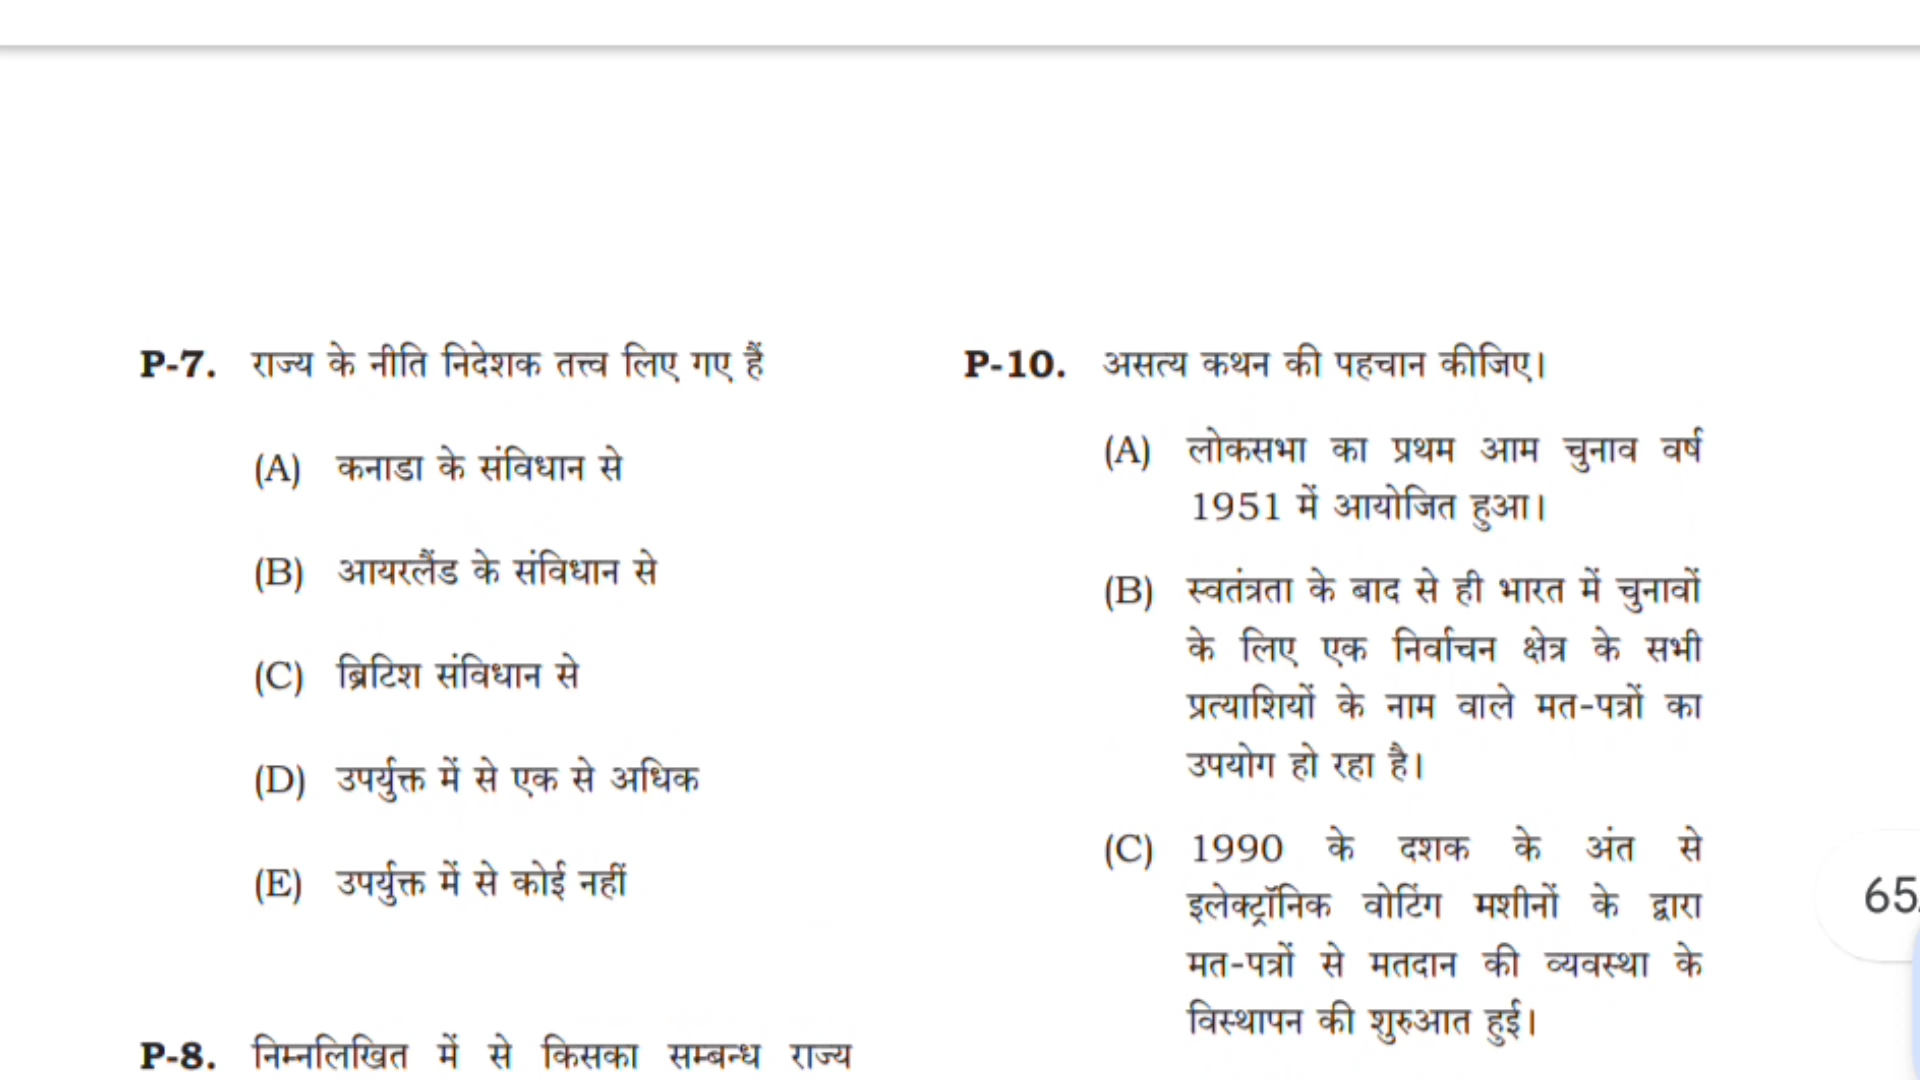 P-7. राज्य के नीति निदेशक तत्त्व लिए गए हैं
(A) कनाडा के संविधान से
(B) आयरलैंड के संविधान से
(C) ब्रिटिश संविधान से
(D) उपर्युक्त में से एक से अधिक
(E) उपर्युक्त में से कोई नहीं
P-8. निम्नलिखित में से किसका सम्बन्ध राज्य
P-10. असत्य कथन की पहचान कीजिए।
(A) लोकसभा का प्रथम आम चुनाव वर्ष
1951 में आयोजित हुआ।
(B) स्वतंत्रता के बाद से ही भारत में चुनावों
के लिए एक निर्वाचन क्षेत्र के सभी
प्रत्याशियों के नाम वाले मत-पत्रों का
उपयोग हो रहा है।
(C) 1990 के दशक के अंत से
इलेक्ट्रॉनिक वोटिंग मशीनों के द्वारा
मत-पत्रों से मतदान की व्यवस्था के
विस्थापन की शुरुआत हुई।
65